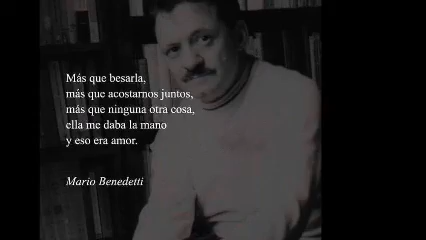 Más que besarla,
más que acostarnos juntos,
más que ninguna otra cosa,
ella me daba la mano
y eso era amor.
Mario Benedetti